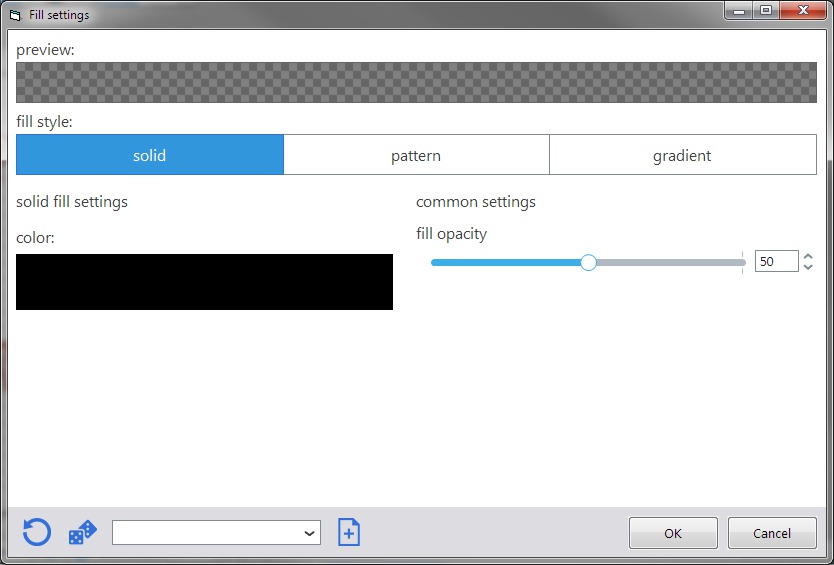 Fill settings
preview:
fill style:
solid
pattern
gradient
solid fill settings
common settings
color:
fill opacity
50
OK
Cancel